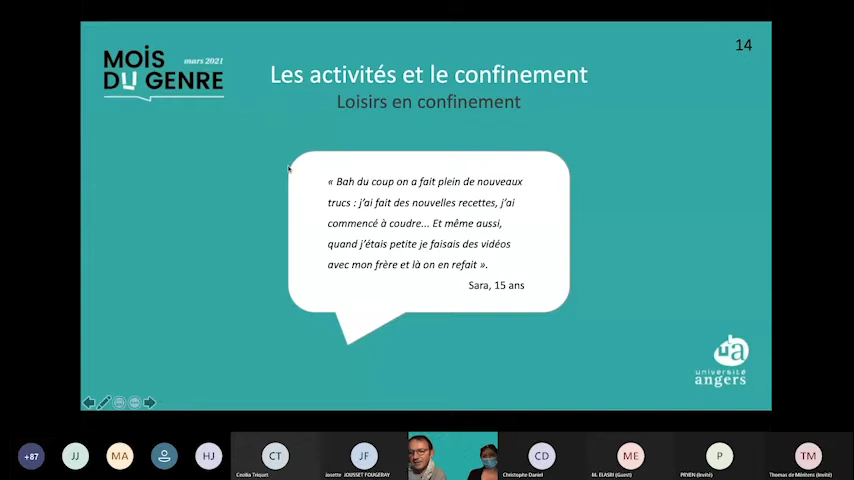 14
MOIS
mars 2021
DU GENRE
Les activités et le confinement
Loisirs en confinement
« Bah du coup on a fait plein de nouveaux
trucs : j’ai fait des nouvelles recettes, j’ai
commencé à coudre... Et même aussi,
quand j’étais petite je faisais des vidéos
avec mon frère et là on en refait ».
Sara, 15 ans
ua
université
angers
+87
JJ
MA
HJ
CT
JF
CD
ME
P
TM
Cecilia Triquet
Josette JOUSSET FOUGERAY
Christophe Daniel
M. ELASRI (Guest)
(Invité)
Thomas de Méritens (Invité)